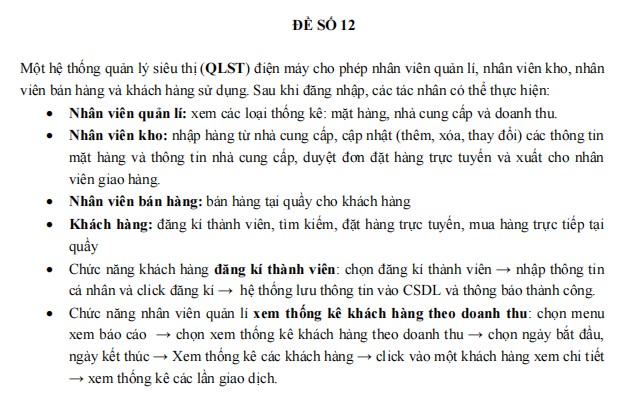 ĐỀ SỐ 12
Một hệ thống quản lý siêu thị (QLST) điện máy cho phép nhân viên quản lí, nhân viên kho, nhân
viên bán hàng và khách hàng sử dụng. Sau khi đăng nhập, các tác nhân có thể thực hiện:
• Nhân viên quản lí: xem các loại thống kê: mặt hàng, nhà cung cấp và doanh thu.
• Nhân viên kho: nhập hàng từ nhà cung cấp, cập nhật (thêm, xóa, thay đổi) các thông tin
mặt hàng và thông tin nhà cung cấp, duyệt đơn đặt hàng trực tuyến và xuất cho nhân
viên giao hàng.
• Nhân viên bán hàng: bán hàng tại quầy cho khách hàng
• Khách hàng: đăng kí thành viên, tìm kiếm, đặt hàng trực tuyến, mua hàng trực tiếp tại
quầy
• Chức năng khách hàng đăng kí thành viên: chọn đăng kí thành viên → nhập thông tin
cá nhân và click đăng kí → hệ thống lưu thông tin vào CSDL và thông báo thành công.
• Chức năng nhân viên quản lí xem thống kê khách hàng theo doanh thu: chọn menu
xem báo cáo → chọn xem thống kê khách hàng theo doanh thu → chọn ngày bắt đầu,
ngày kết thúc → Xem thống kê các khách hàng → click vào một khách hàng xem chi tiết
→ xem thống kê các lần giao dịch.